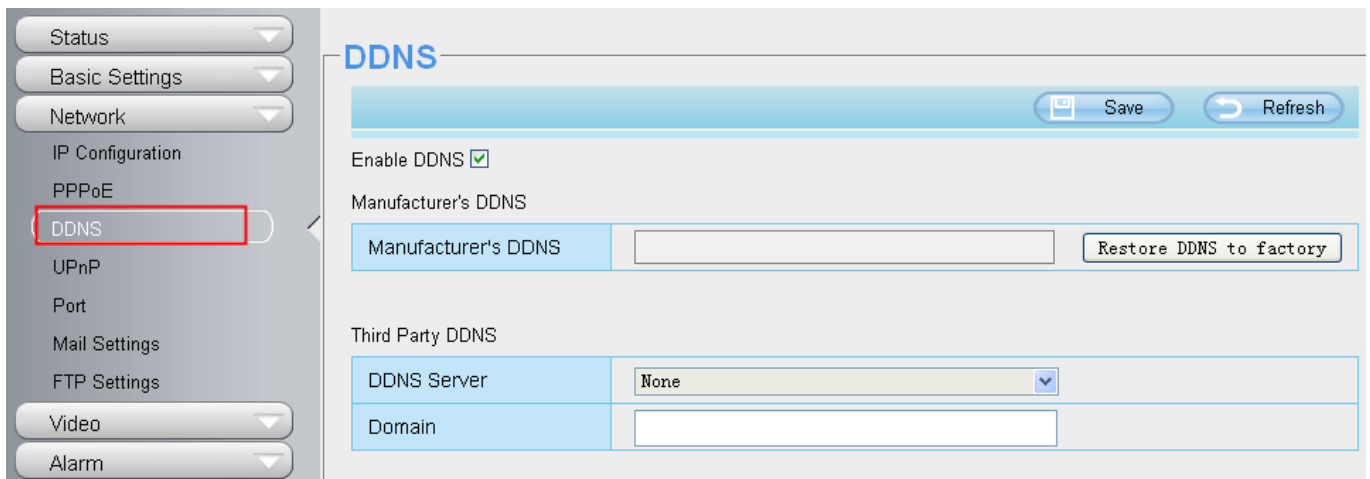 Status
Basic Settings
Network
IP Configuration
PPPoE
DDNS
UPnP
Port
Mail Settings
FTP Settings
Video
Alarm
DDNS
Save Refresh
Enable DDNS
Manufacturer's DDNS
Manufacturer's DDNS Restore DDNS to factory
Third Party DDNS
DDNS Server None
Domain